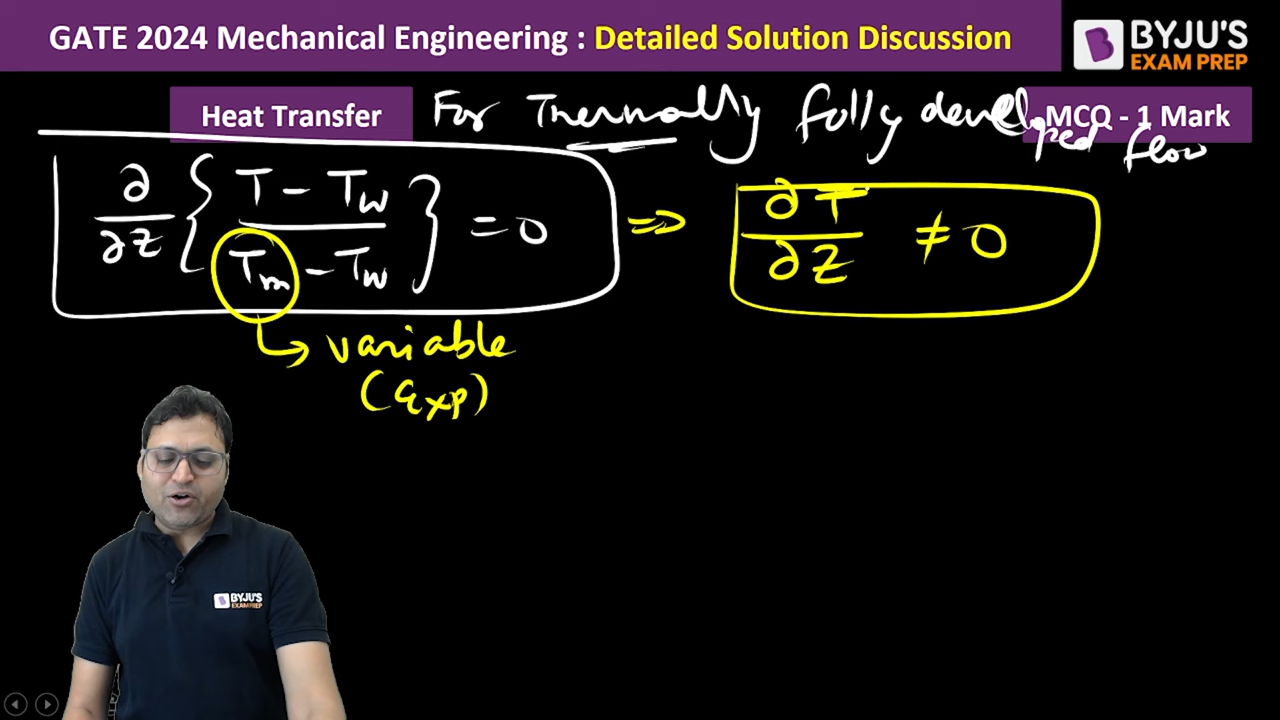 GATE 2024 Mechanical Engineering : Detailed Solution Discussion
BYJU'S
EXAM PREP
Heat Transfer
For Thermally fully developed flow
MCQ - 1 Mark
∂/∂z { (T - Tw) / (Tm - Tw) } = 0 ⇒ ∂T/∂z ≠ 0
↳ variable
(Exp)
BYJU'S
EXAM PREP